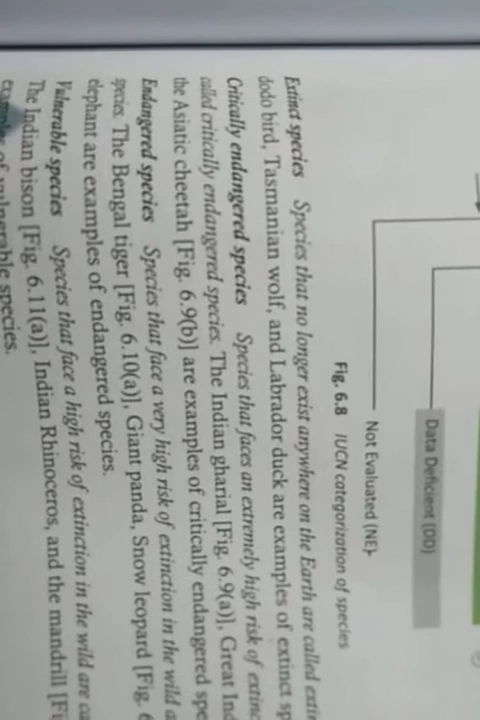 Data Deficient (DD)
Not Evaluated (NE)
Fig. 6.8 IUCN categorization of species
Extinct species Species that no longer exist anywhere on the Earth are called
dodo bird, Tasmanian wolf, and Labrador duck are examples of extinct
Critically endangered species Species that faces an extremely high risk of
called critically endangered species. The Indian gharial [Fig. 6.9(a)], Great
the Asiatic cheetah [Fig. 6.9(b)] are examples of critically endangered
Endangered species Species that face a very high risk of extinction in the wild
species. The Bengal tiger [Fig. 6.10(a)], Giant panda, Snow leopard [Fig.
elephant are examples of endangered species.
Vulnerable species Species that face a high risk of extinction in the wild are
The Indian bison [Fig. 6.11(a)], Indian Rhinoceros, and the mandrill
of vulnerable species.